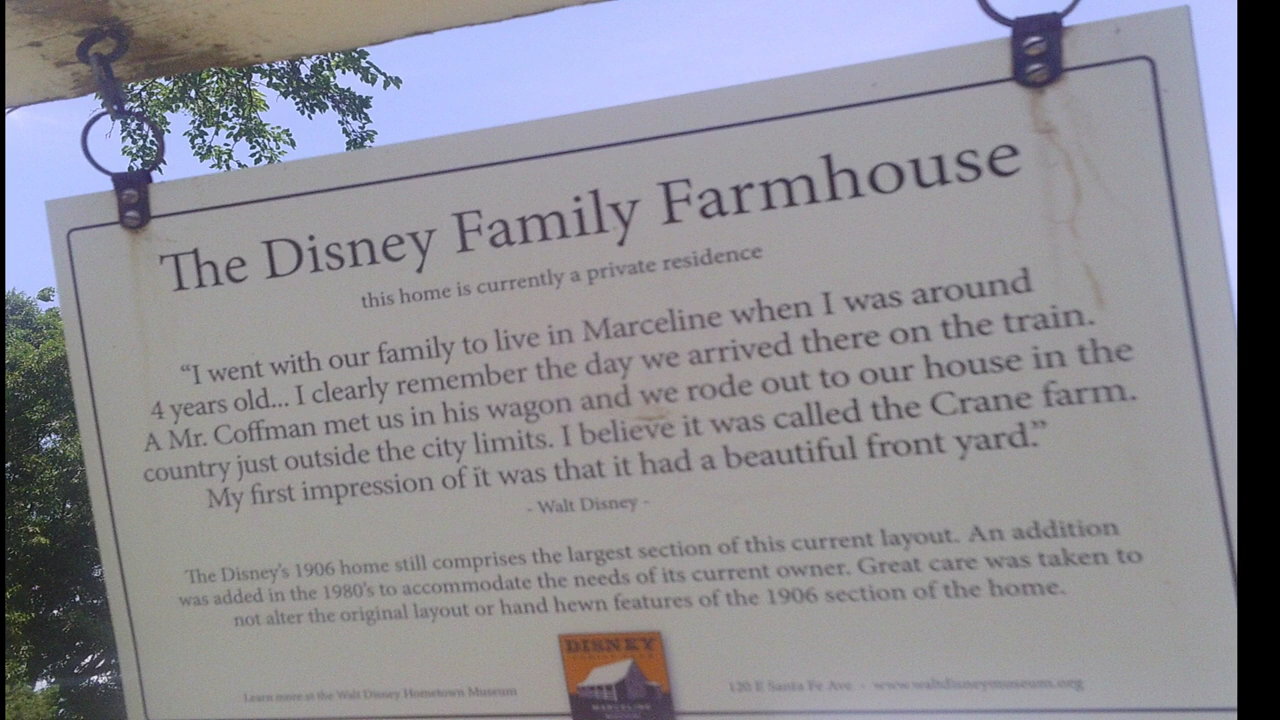 The Disney Family Farmhouse
this home is currently a private residence
“I went with our family to live in Marceline when I was around
4 years old... I clearly remember the day we arrived there on the train.
A Mr. Coffman met us in his wagon and we rode out to our house in the
country just outside the city limits. I believe it was called the Crane farm.
My first impression of it was that it had a beautiful front yard.”
- Walt Disney -
The Disney's 1906 home still comprises the largest section of this current layout. An addition
was added in the 1980's to accommodate the needs of its current owner. Great care was taken to
not alter the original layout or hand hewn features of the 1906 section of the home.
DISNEY
MARCELINE
Learn more at the Walt Disney Hometown Museum
120 E Santa Fe Ave - www.waltdisneymuseum.org